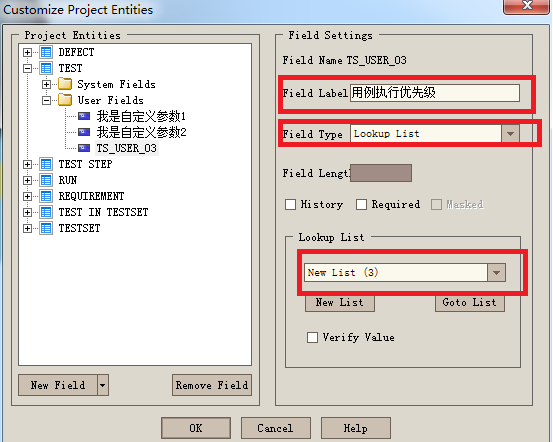 Customize Project Entities
Project Entities
DEFECT
TEST
System Fields
User Fields
我是自定义参数1
我是自定义参数2
TS_USER_03
TEST STEP
RUN
REQUIREMENT
TEST IN TESTSET
TESTSET
New Field
Remove Field
Field Settings
Field Name TS_USER_03
Field Label 用例执行优先级
Field Type Lookup List
Field Length
History Required Masked
Lookup List
New List (3)
New List Goto List
Verify Value
OK Cancel Help